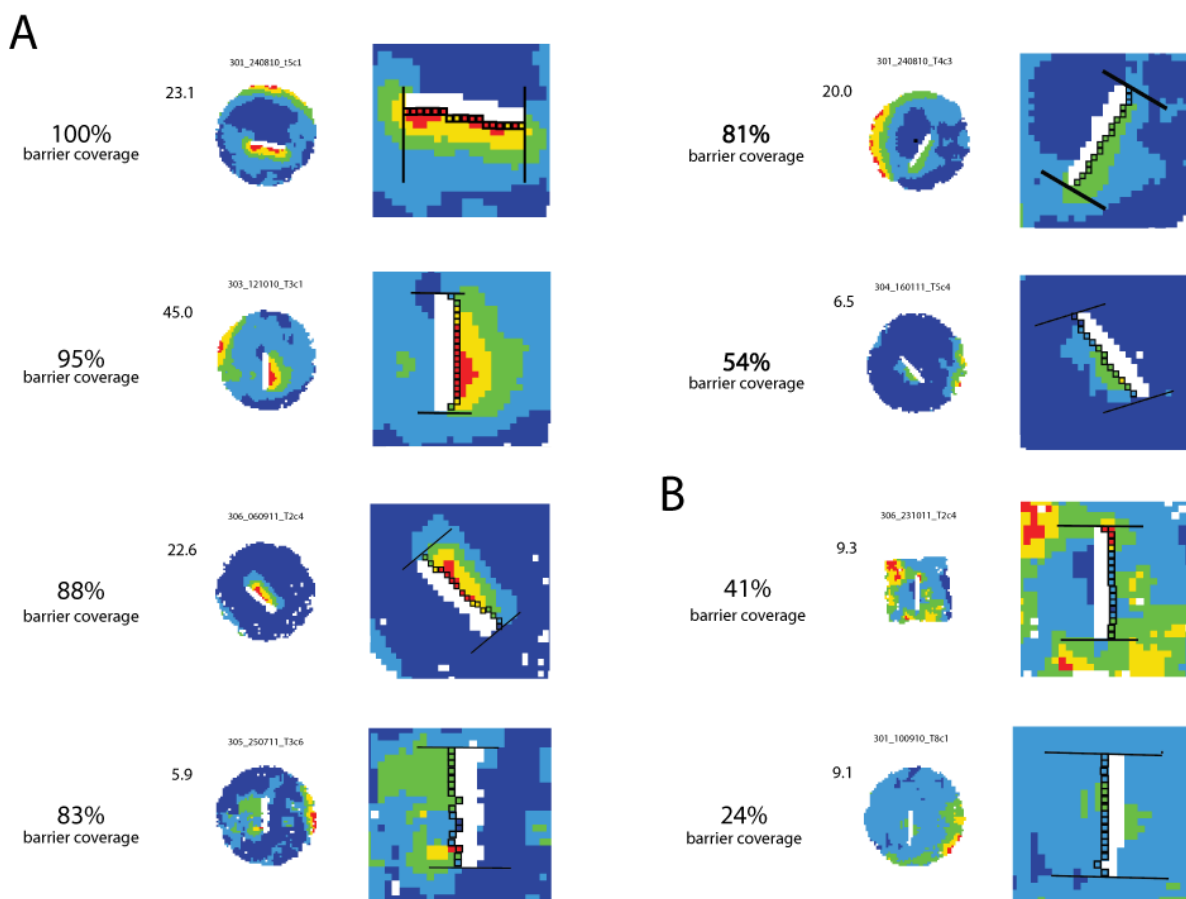 A
301_240810_t5c1
23.1
100%
barrier coverage
303_121010_T3c1
45.0
95%
barrier coverage
306_060911_T2c4
22.6
88%
barrier coverage
305_250711_T3c6
5.9
83%
barrier coverage
301_240810_T4c3
20.0
81%
barrier coverage
304_160111_T5c4
6.5
54%
barrier coverage
B
306_231011_T2c4
9.3
41%
barrier coverage
301_100910_T8c1
9.1
24%
barrier coverage